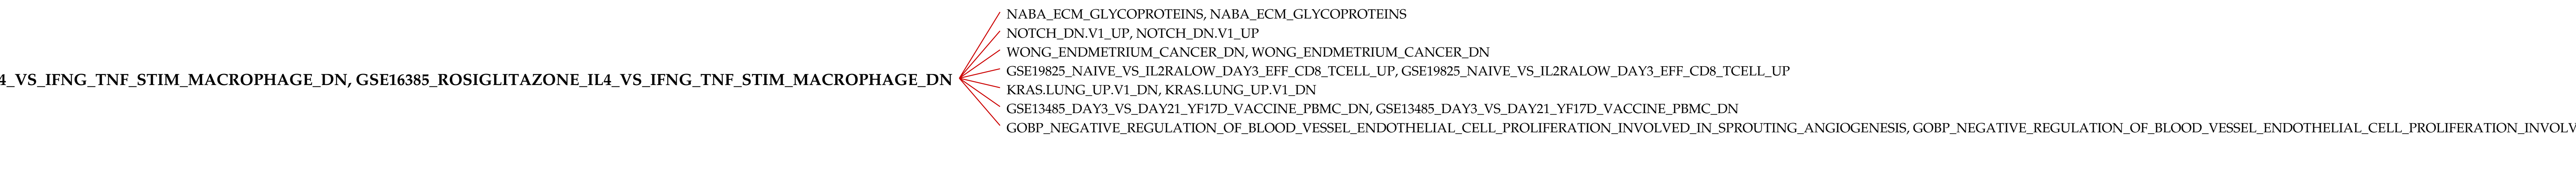 4_VS_IFNG_TNF_STIM_MACROPHAGE_DN, GSE16385_ROSIGLITAZONE_IL4_VS_IFNG_TNF_STIM_MACROPHAGE_DN
NABA_ECM_GLYCOPROTEINS, NABA_ECM_GLYCOPROTEINS
NOTCH_DN.V1_UP, NOTCH_DN.V1_UP
WONG_ENDMETRIUM_CANCER_DN, WONG_ENDMETRIUM_CANCER_DN
GSE19825_NAIVE_VS_IL2RALOW_DAY3_EFF_CD8_TCELL_UP, GSE19825_NAIVE_VS_IL2RALOW_DAY3_EFF_CD8_TCELL_UP
KRAS.LUNG_UP.V1_DN, KRAS.LUNG_UP.V1_DN
GSE13485_DAY3_VS_DAY21_YF17D_VACCINE_PBMC_DN, GSE13485_DAY3_VS_DAY21_YF17D_VACCINE_PBMC_DN
GOBP_NEGATIVE_REGULATION_OF_BLOOD_VESSEL_ENDOTHELIAL_CELL_PROLIFERATION_INVOLVED_IN_SPROUTING_ANGIOGENESIS, GOBP_NEGATIVE_REGULATION_OF_BLOOD_VESSEL_ENDOTHELIAL_CELL_PROLIFERATION_INVOLV